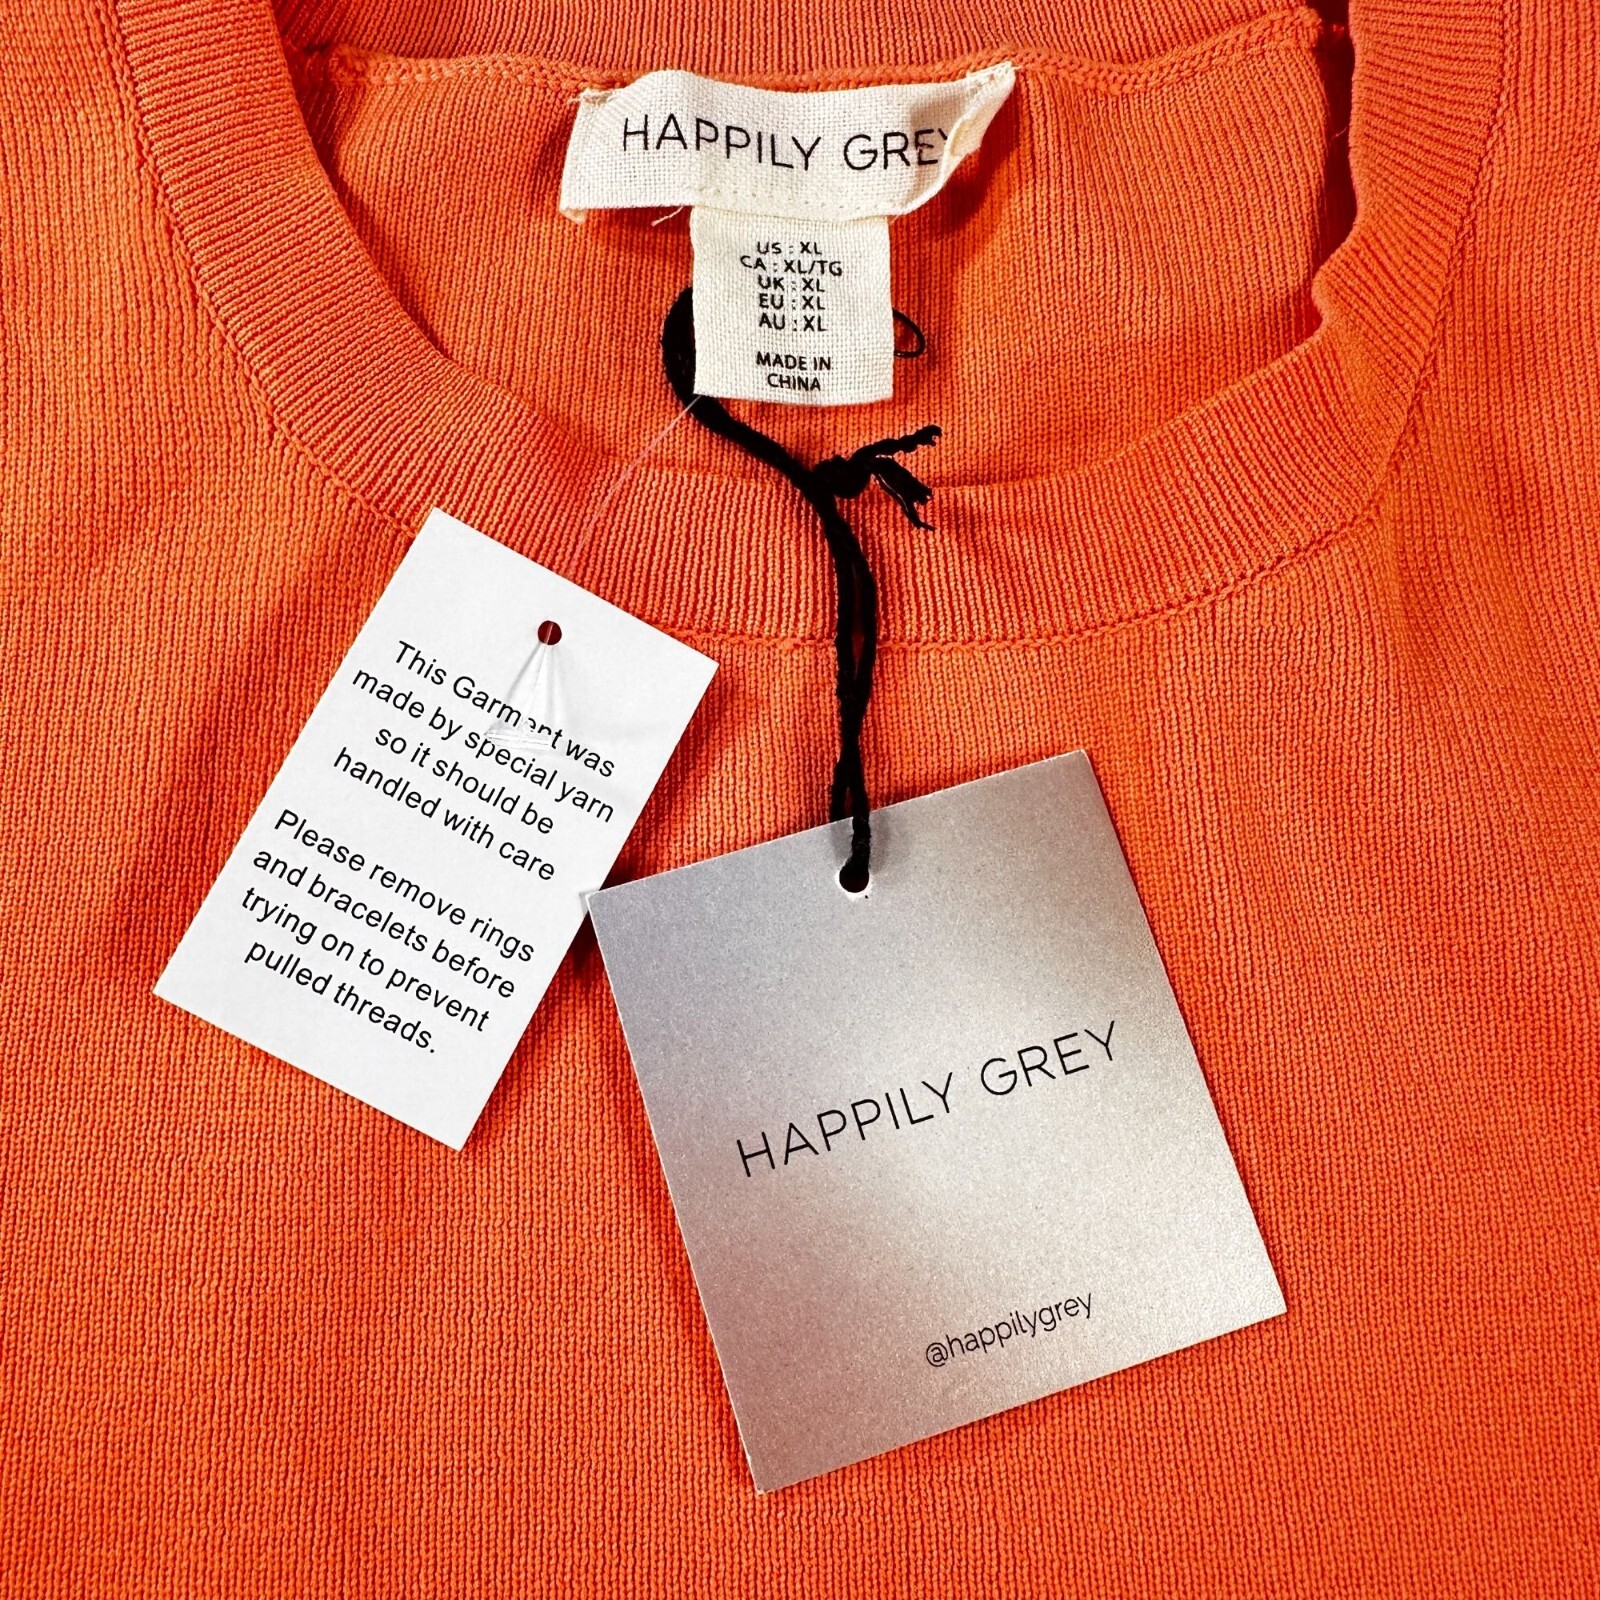 HAPPILY GREY
US : XL
CA : XL/TG
UK : XL
EU : XL
AU : XL
MADE IN
CHINA
This Garment was
made by special yarn
so it should be
handled with care
Please remove rings
and bracelets before
trying on to prevent
pulled threads.
HAPPILY GREY
@happilygrey